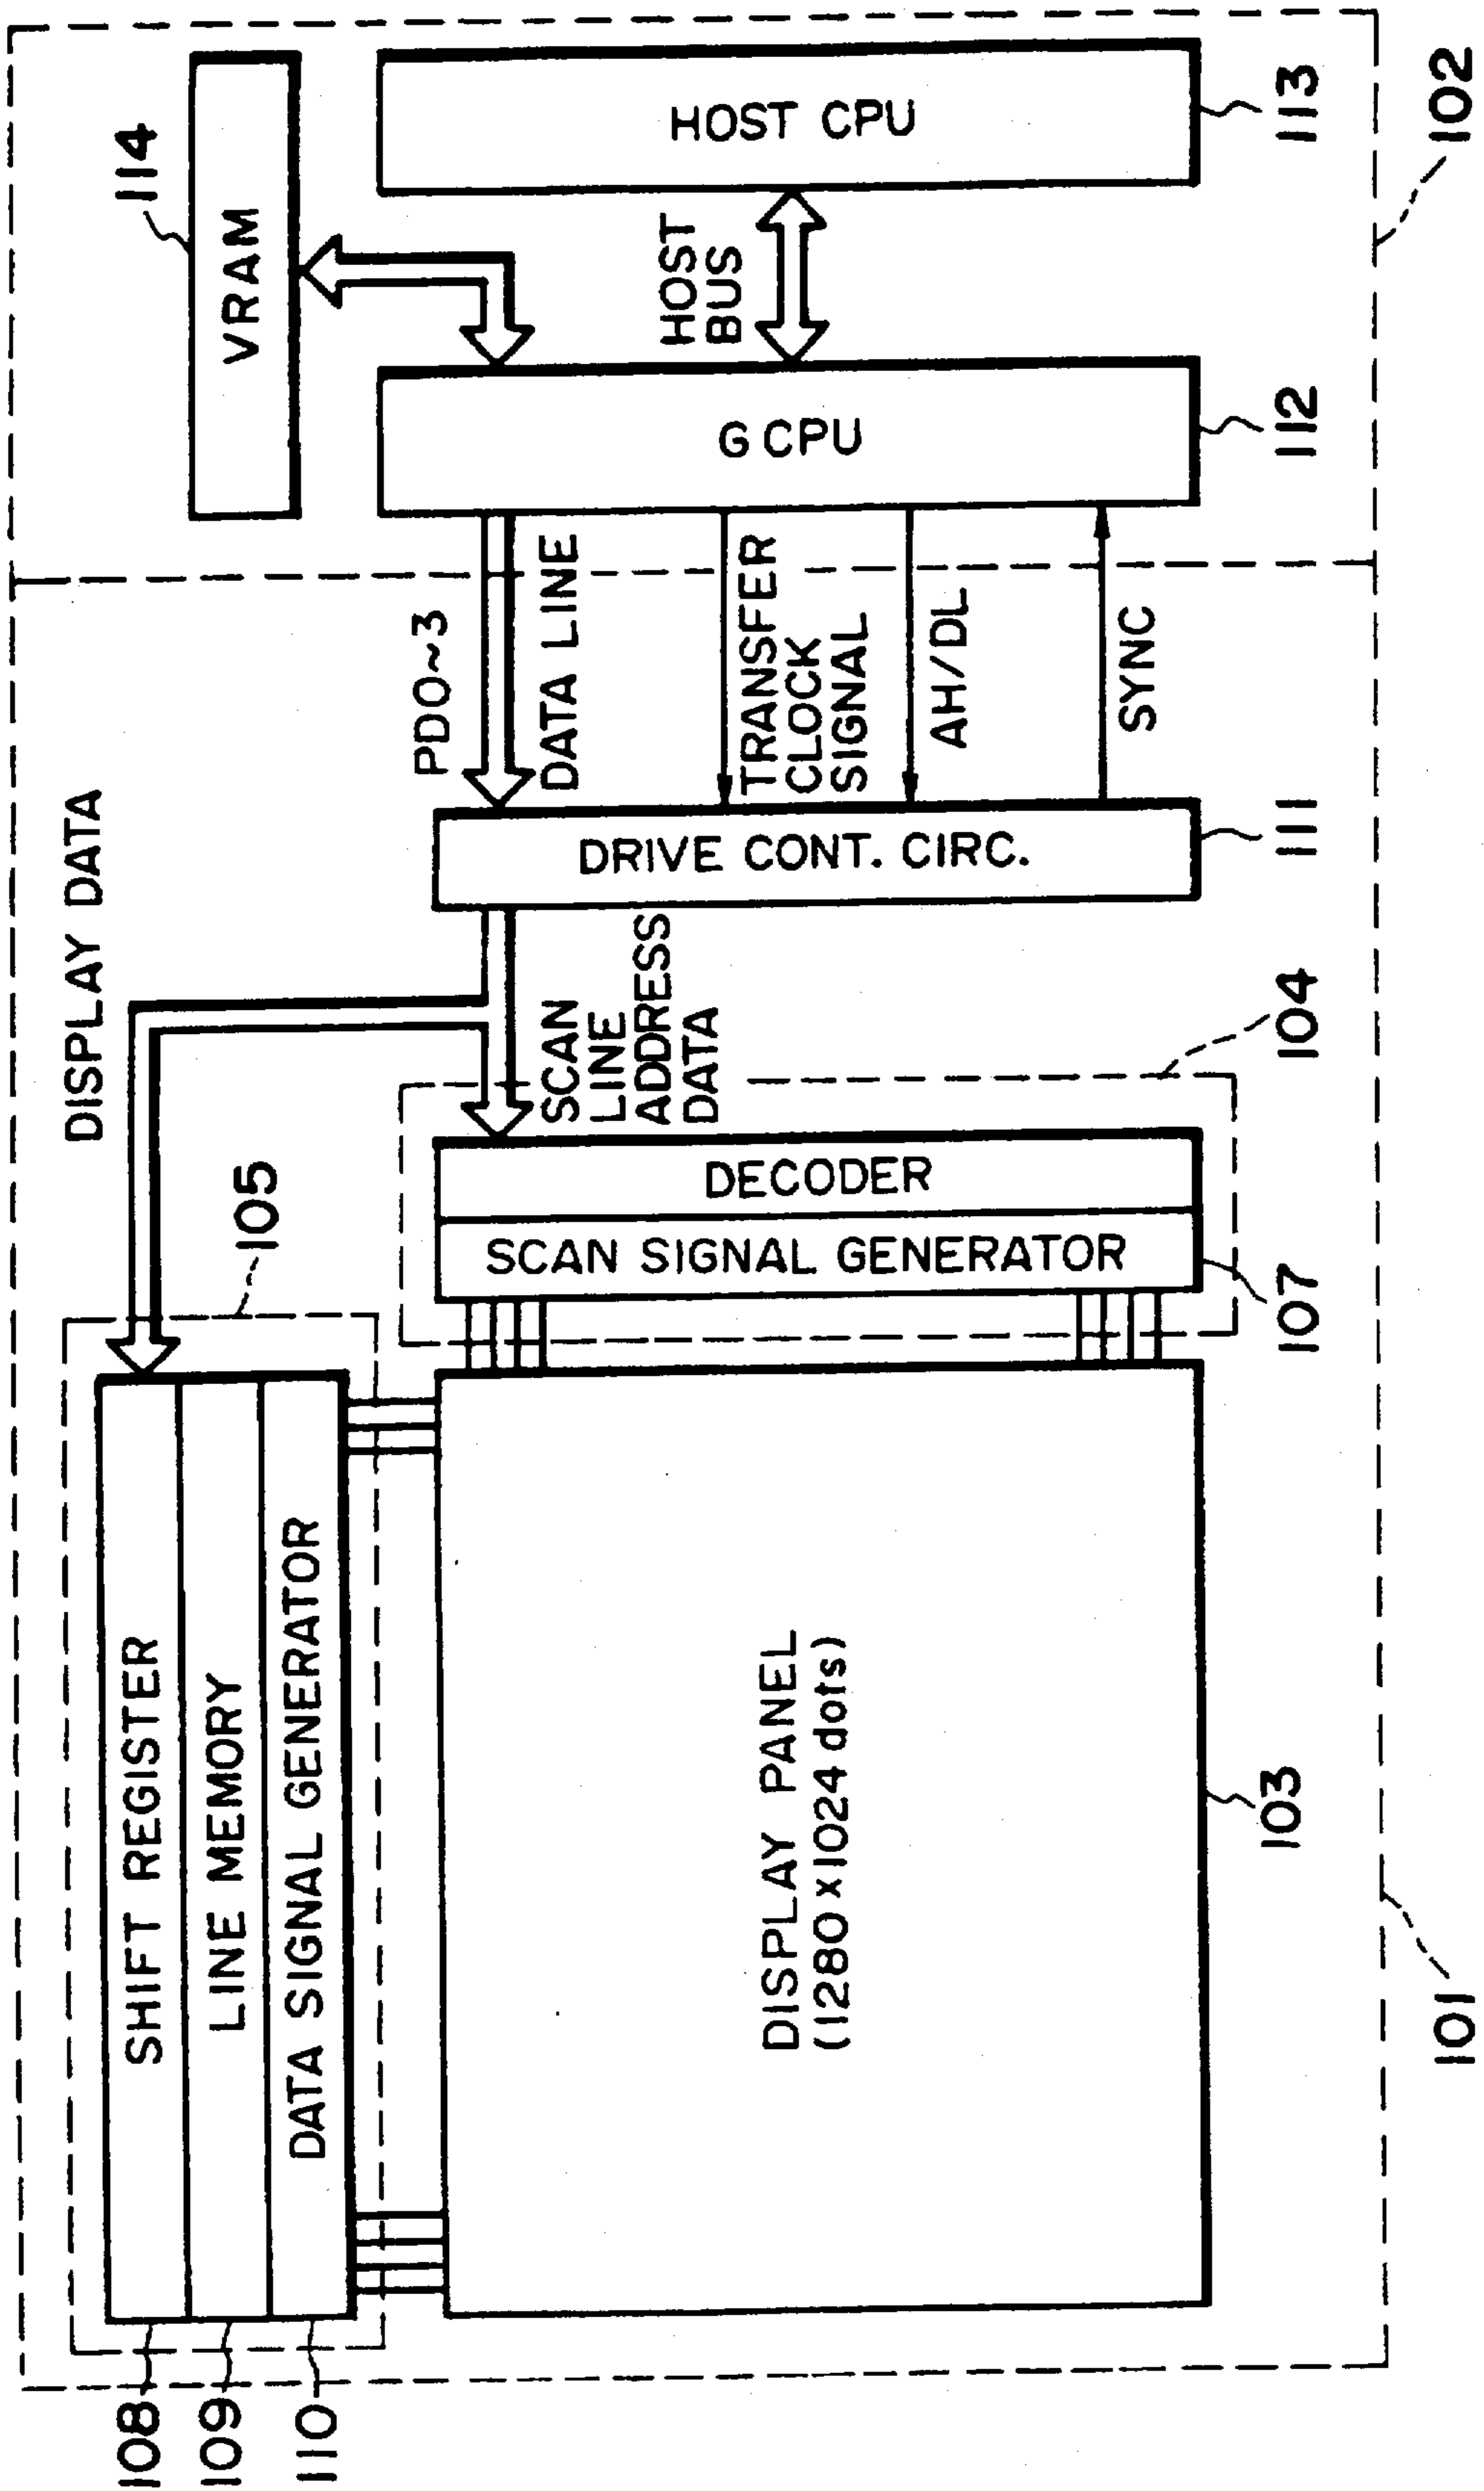 108
109
110
SHIFT REGISTER
LINE MEMORY
DATA SIGNAL GENERATOR
105
DISPLAY DATA
114
VRAM
DISPLAY PANEL
(1280 x 1024 dots)
103
SCAN SIGNAL GENERATOR
DECODER
107
104
SCAN
LINE
ADDRESS
DATA
DRIVE CONT. CIRC.
111
PD0~3
DATA LINE
TRANSFER
CLOCK
SIGNAL
AH/DL
SYNC
G CPU
112
HOST
BUS
HOST CPU
113
101
102